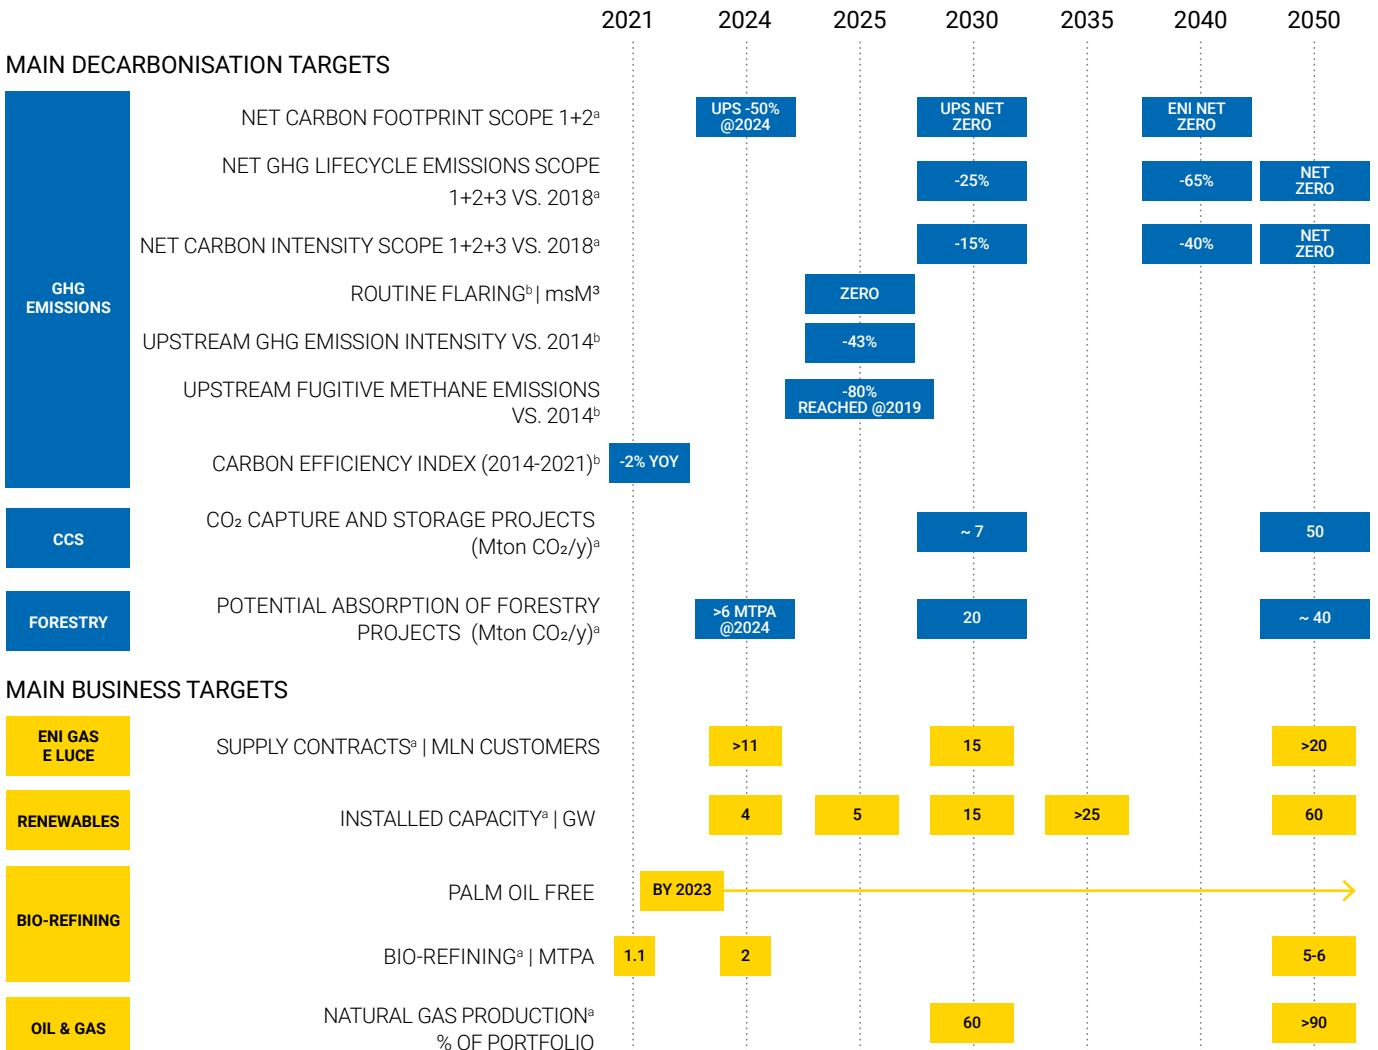 2021 2024 2025 2030 2035 2040 2050
MAIN DECARBONISATION TARGETS
GHG
EMISSIONS
NET CARBON FOOTPRINT SCOPE 1+2ᵃ
UPS -50%
@2024
UPS NET
ZERO
ENI NET
ZERO
NET GHG LIFECYCLE EMISSIONS SCOPE
1+2+3 VS. 2018ᵃ
-25%
-65%
NET
ZERO
NET CARBON INTENSITY SCOPE 1+2+3 VS. 2018ᵃ
-15%
-40%
NET
ZERO
ROUTINE FLARINGᵇ | msM³
ZERO
UPSTREAM GHG EMISSION INTENSITY VS. 2014ᵇ
-43%
UPSTREAM FUGITIVE METHANE EMISSIONS
VS. 2014ᵇ
-80%
REACHED @2019
CARBON EFFICIENCY INDEX (2014-2021)ᵇ
-2% YOY
CCS
CO₂ CAPTURE AND STORAGE PROJECTS
(Mton CO₂/y)ᵃ
~ 7
50
FORESTRY
POTENTIAL ABSORPTION OF FORESTRY
PROJECTS (Mton CO₂/y)ᵃ
>6 MTPA
@2024
20
~ 40
MAIN BUSINESS TARGETS
ENI GAS
E LUCE
SUPPLY CONTRACTSᵃ | MLN CUSTOMERS
>11
15
>20
RENEWABLES
INSTALLED CAPACITYᵃ | GW
4
5
15
>25
60
BIO-REFINING
PALM OIL FREE
BY 2023
BIO-REFININGᵃ | MTPA
1.1
2
5-6
OIL & GAS
NATURAL GAS PRODUCTIONᵃ
% OF PORTFOLIO
60
>90